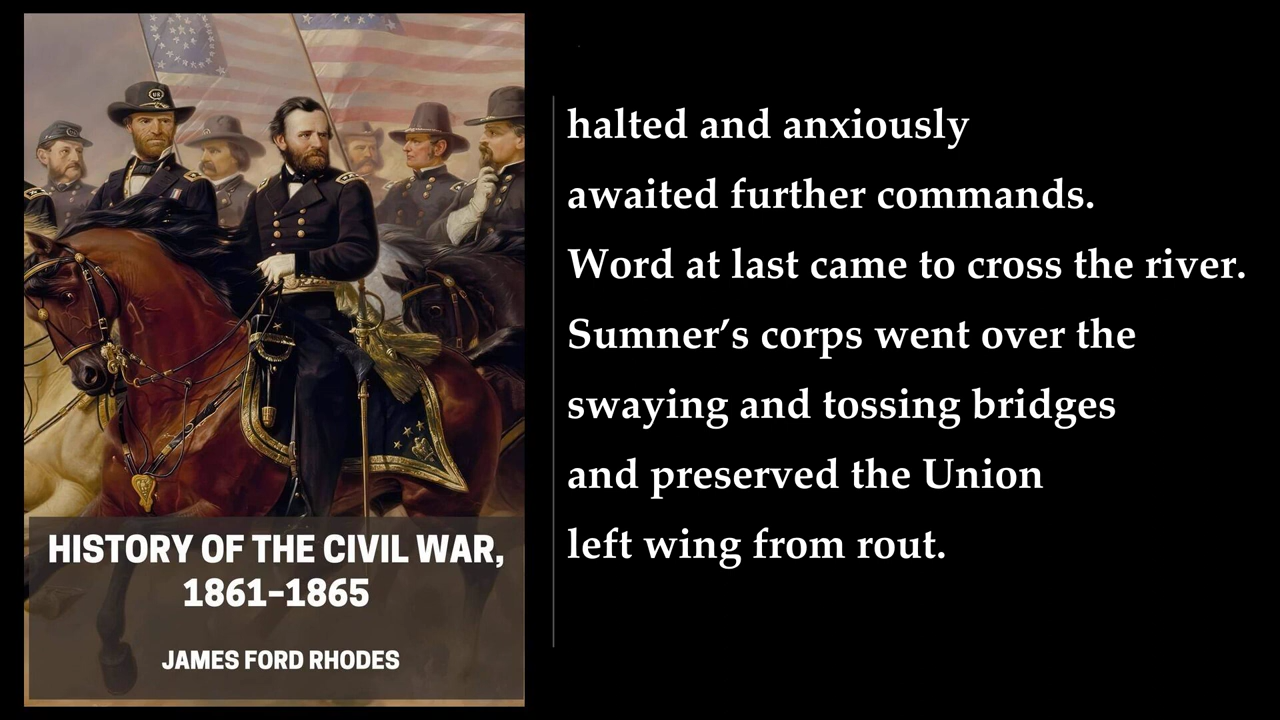 HISTORY OF THE CIVIL WAR,
1861–1865
JAMES FORD RHODES
halted and anxiously
awaited further commands.
Word at last came to cross the river.
Sumner’s corps went over the
swaying and tossing bridges
and preserved the Union
left wing from rout.